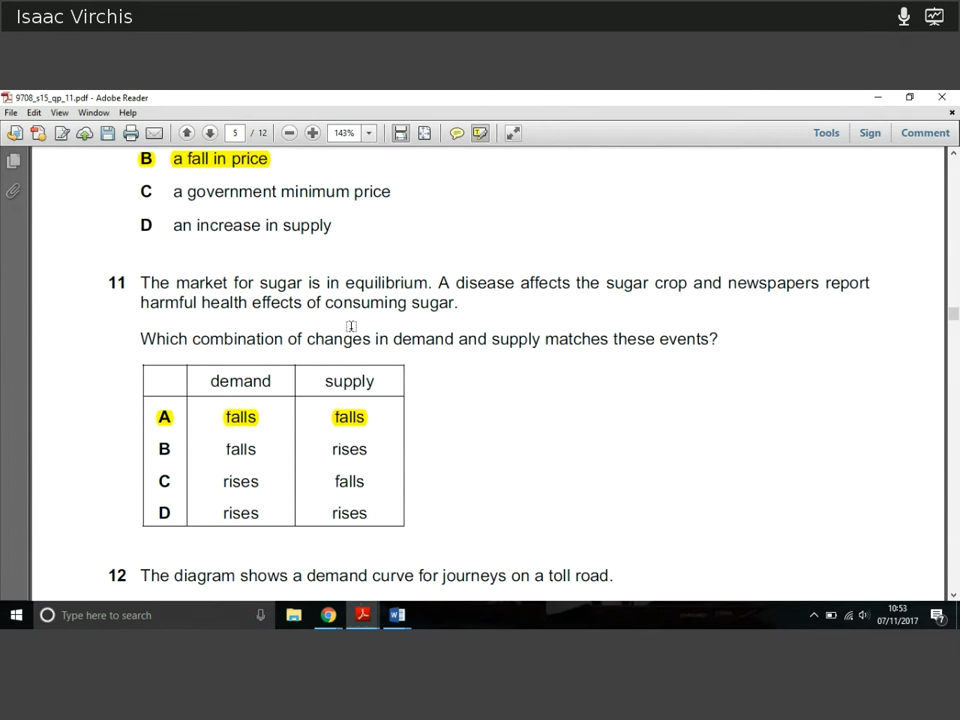 Isaac Virchis
9708_s15_qp_11.pdf - Adobe Reader
File Edit View Window Help
5 / 12 143% Tools Sign Comment
B a fall in price
C a government minimum price
D an increase in supply
11 The market for sugar is in equilibrium. A disease affects the sugar crop and newspapers report
harmful health effects of consuming sugar.
Which combination of changes in demand and supply matches these events?
demand supply
A falls falls
B falls rises
C rises falls
D rises rises
12 The diagram shows a demand curve for journeys on a toll road.
Type here to search
10:53
07/11/2017
7